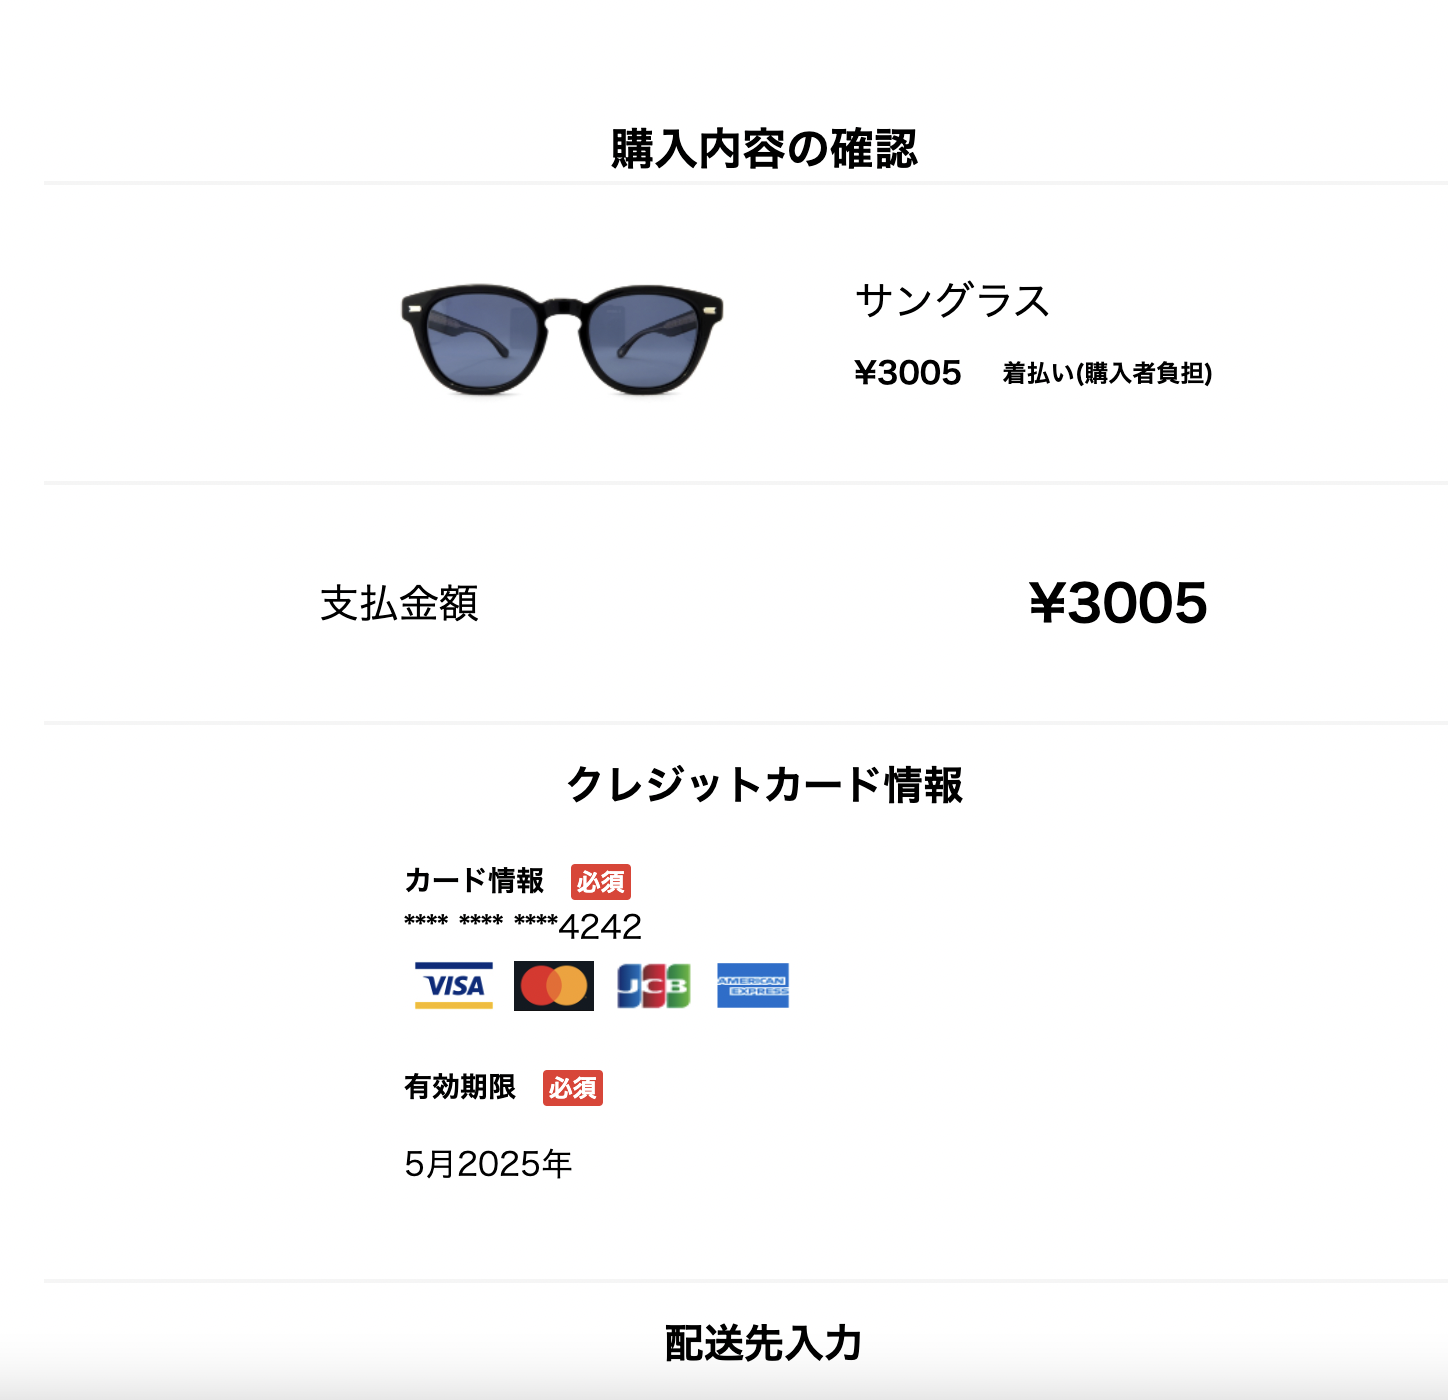 購入内容の確認
サングラス
¥3005 着払い(購入者負担)
支払金額
¥3005
クレジットカード情報
カード情報 必須
**** **** ****4242
VISA JCB AMERICAN EXPRESS
有効期限 必須
5月2025年
配送先入力